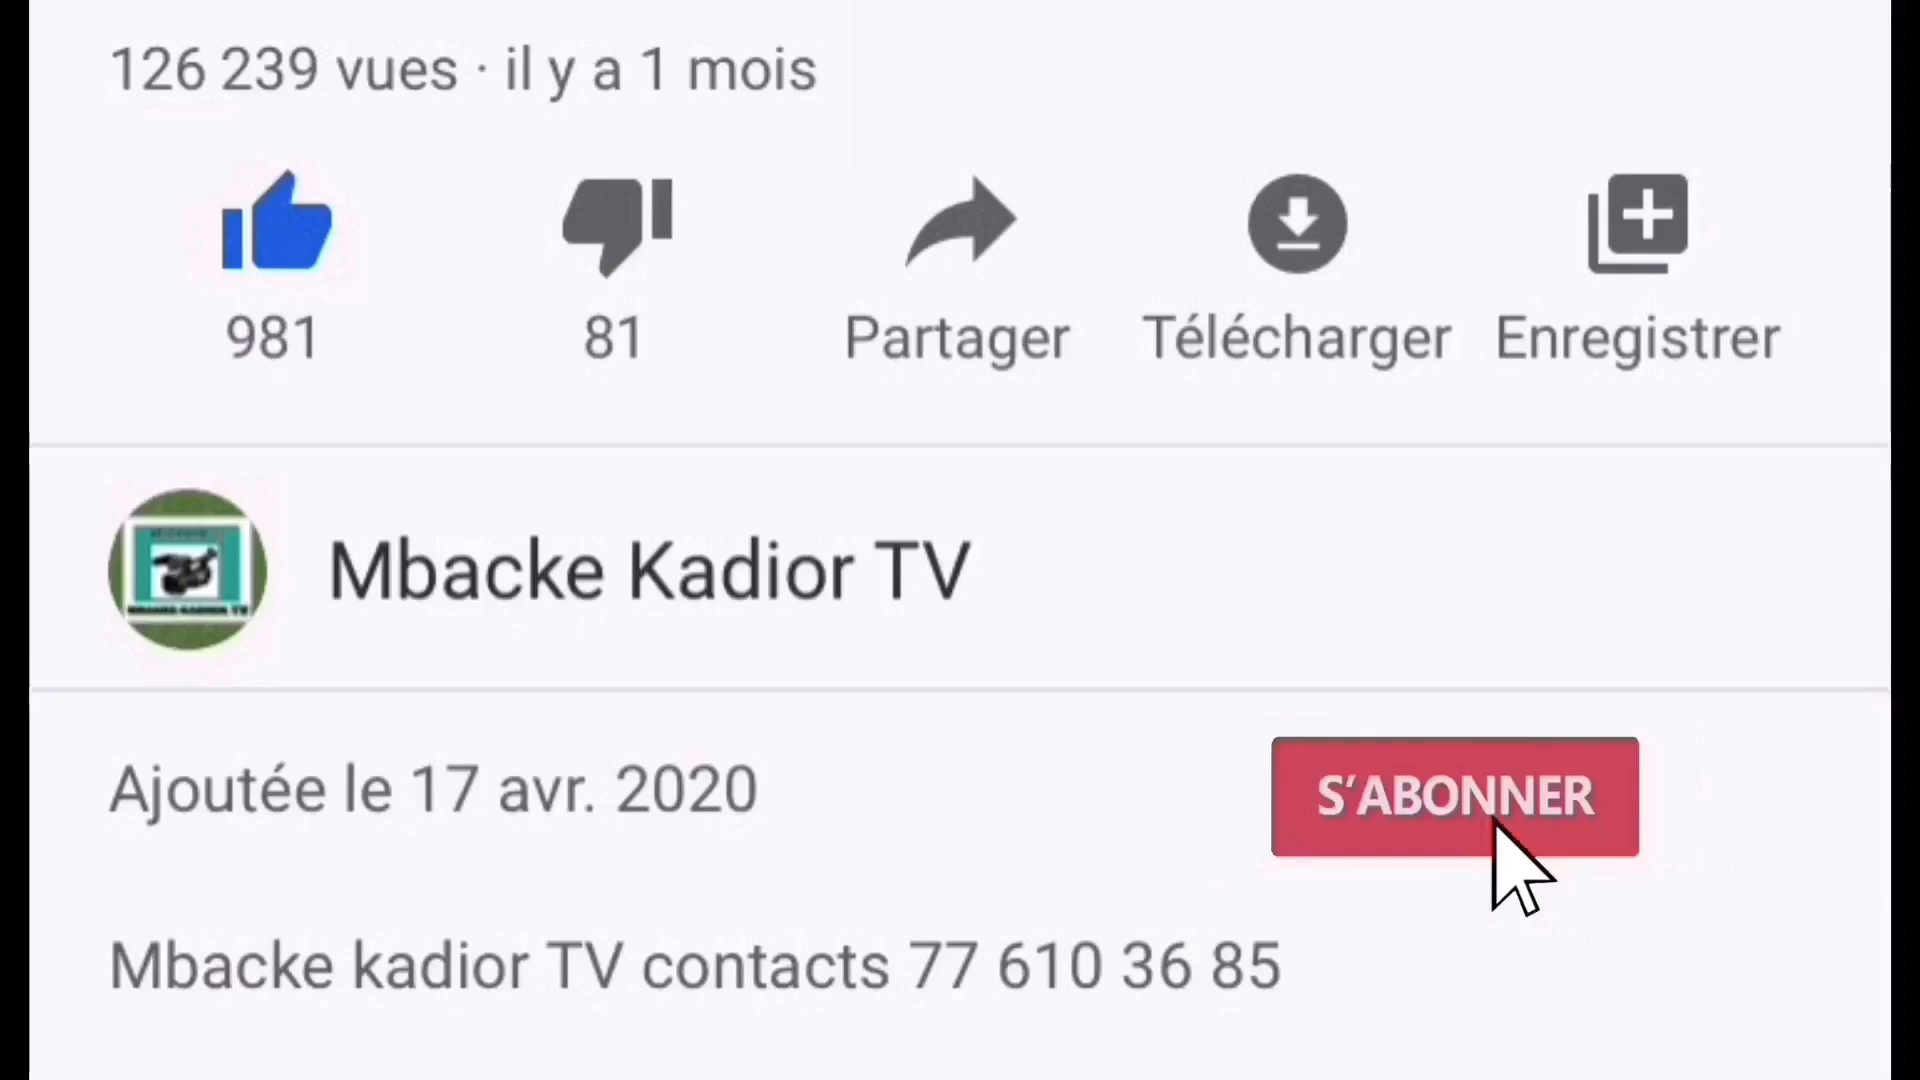 126 239 vues · il y a 1 mois
981
81
Partager
Télécharger
Enregistrer
Mbacke Kadior TV
Ajoutée le 17 avr. 2020
S'ABONNER
Mbacke kadior TV contacts 77 610 36 85